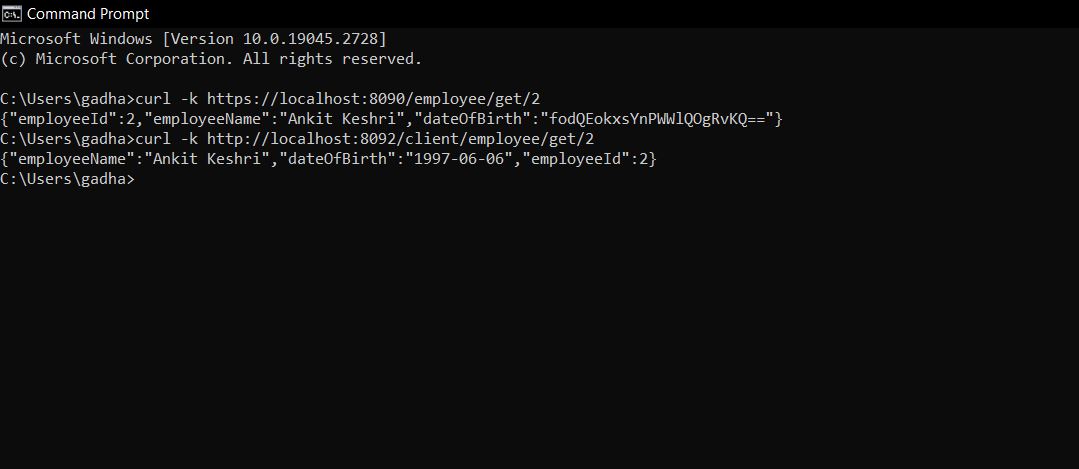 Command Prompt
Microsoft Windows [Version 10.0.19045.2728]
(c) Microsoft Corporation. All rights reserved.
C:\Users\gadha>curl -k https://localhost:8090/employee/get/2
{"employeeId":2,"employeeName":"Ankit Keshri","dateOfBirth":"fodQEokxsYnPWWlQOgRvKQ=="}
C:\Users\gadha>curl -k http://localhost:8092/client/employee/get/2
{"employeeName":"Ankit Keshri","dateOfBirth":"1997-06-06","employeeId":2}
C:\Users\gadha>